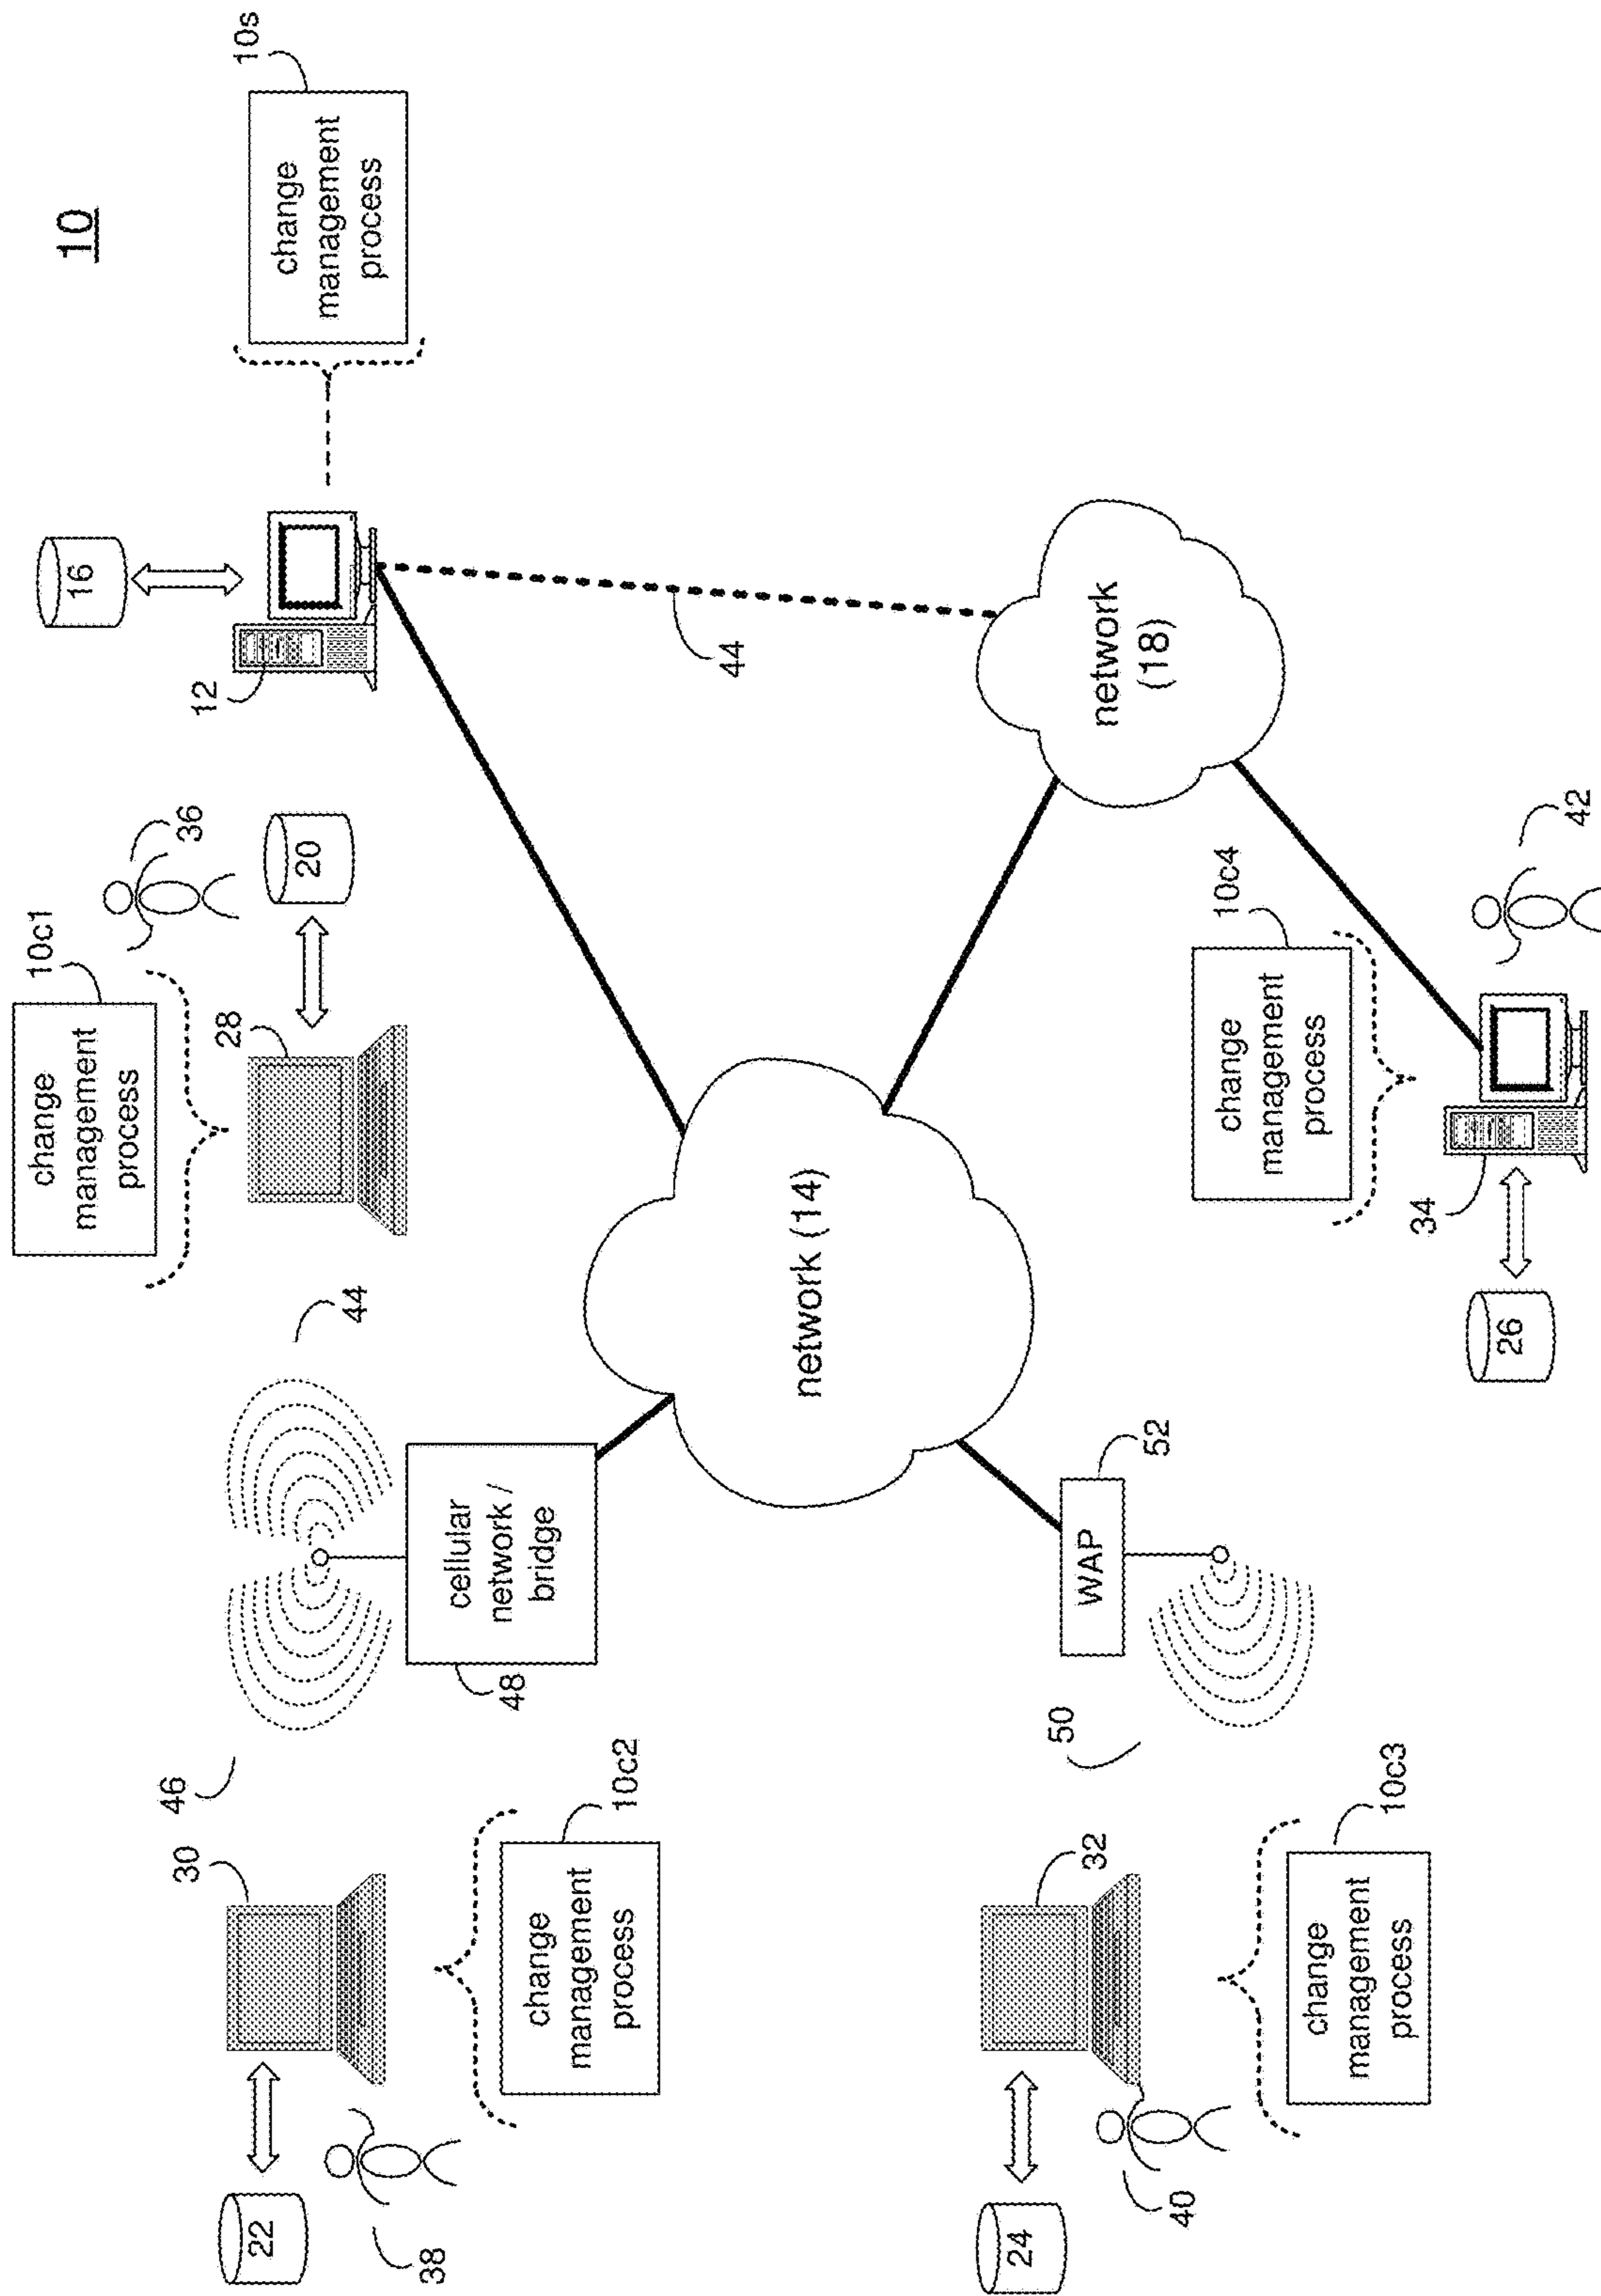 10
22
30
46
44
change
management
process
10c1
36
20
28
12
16
change
management
process
10s
38
change
management
process
10c2
48
cellular
network /
bridge
network (14)
44
network
(18)
24
32
40
50
WAP
52
change
management
process
10c3
change
management
process
10c4
26
34
42